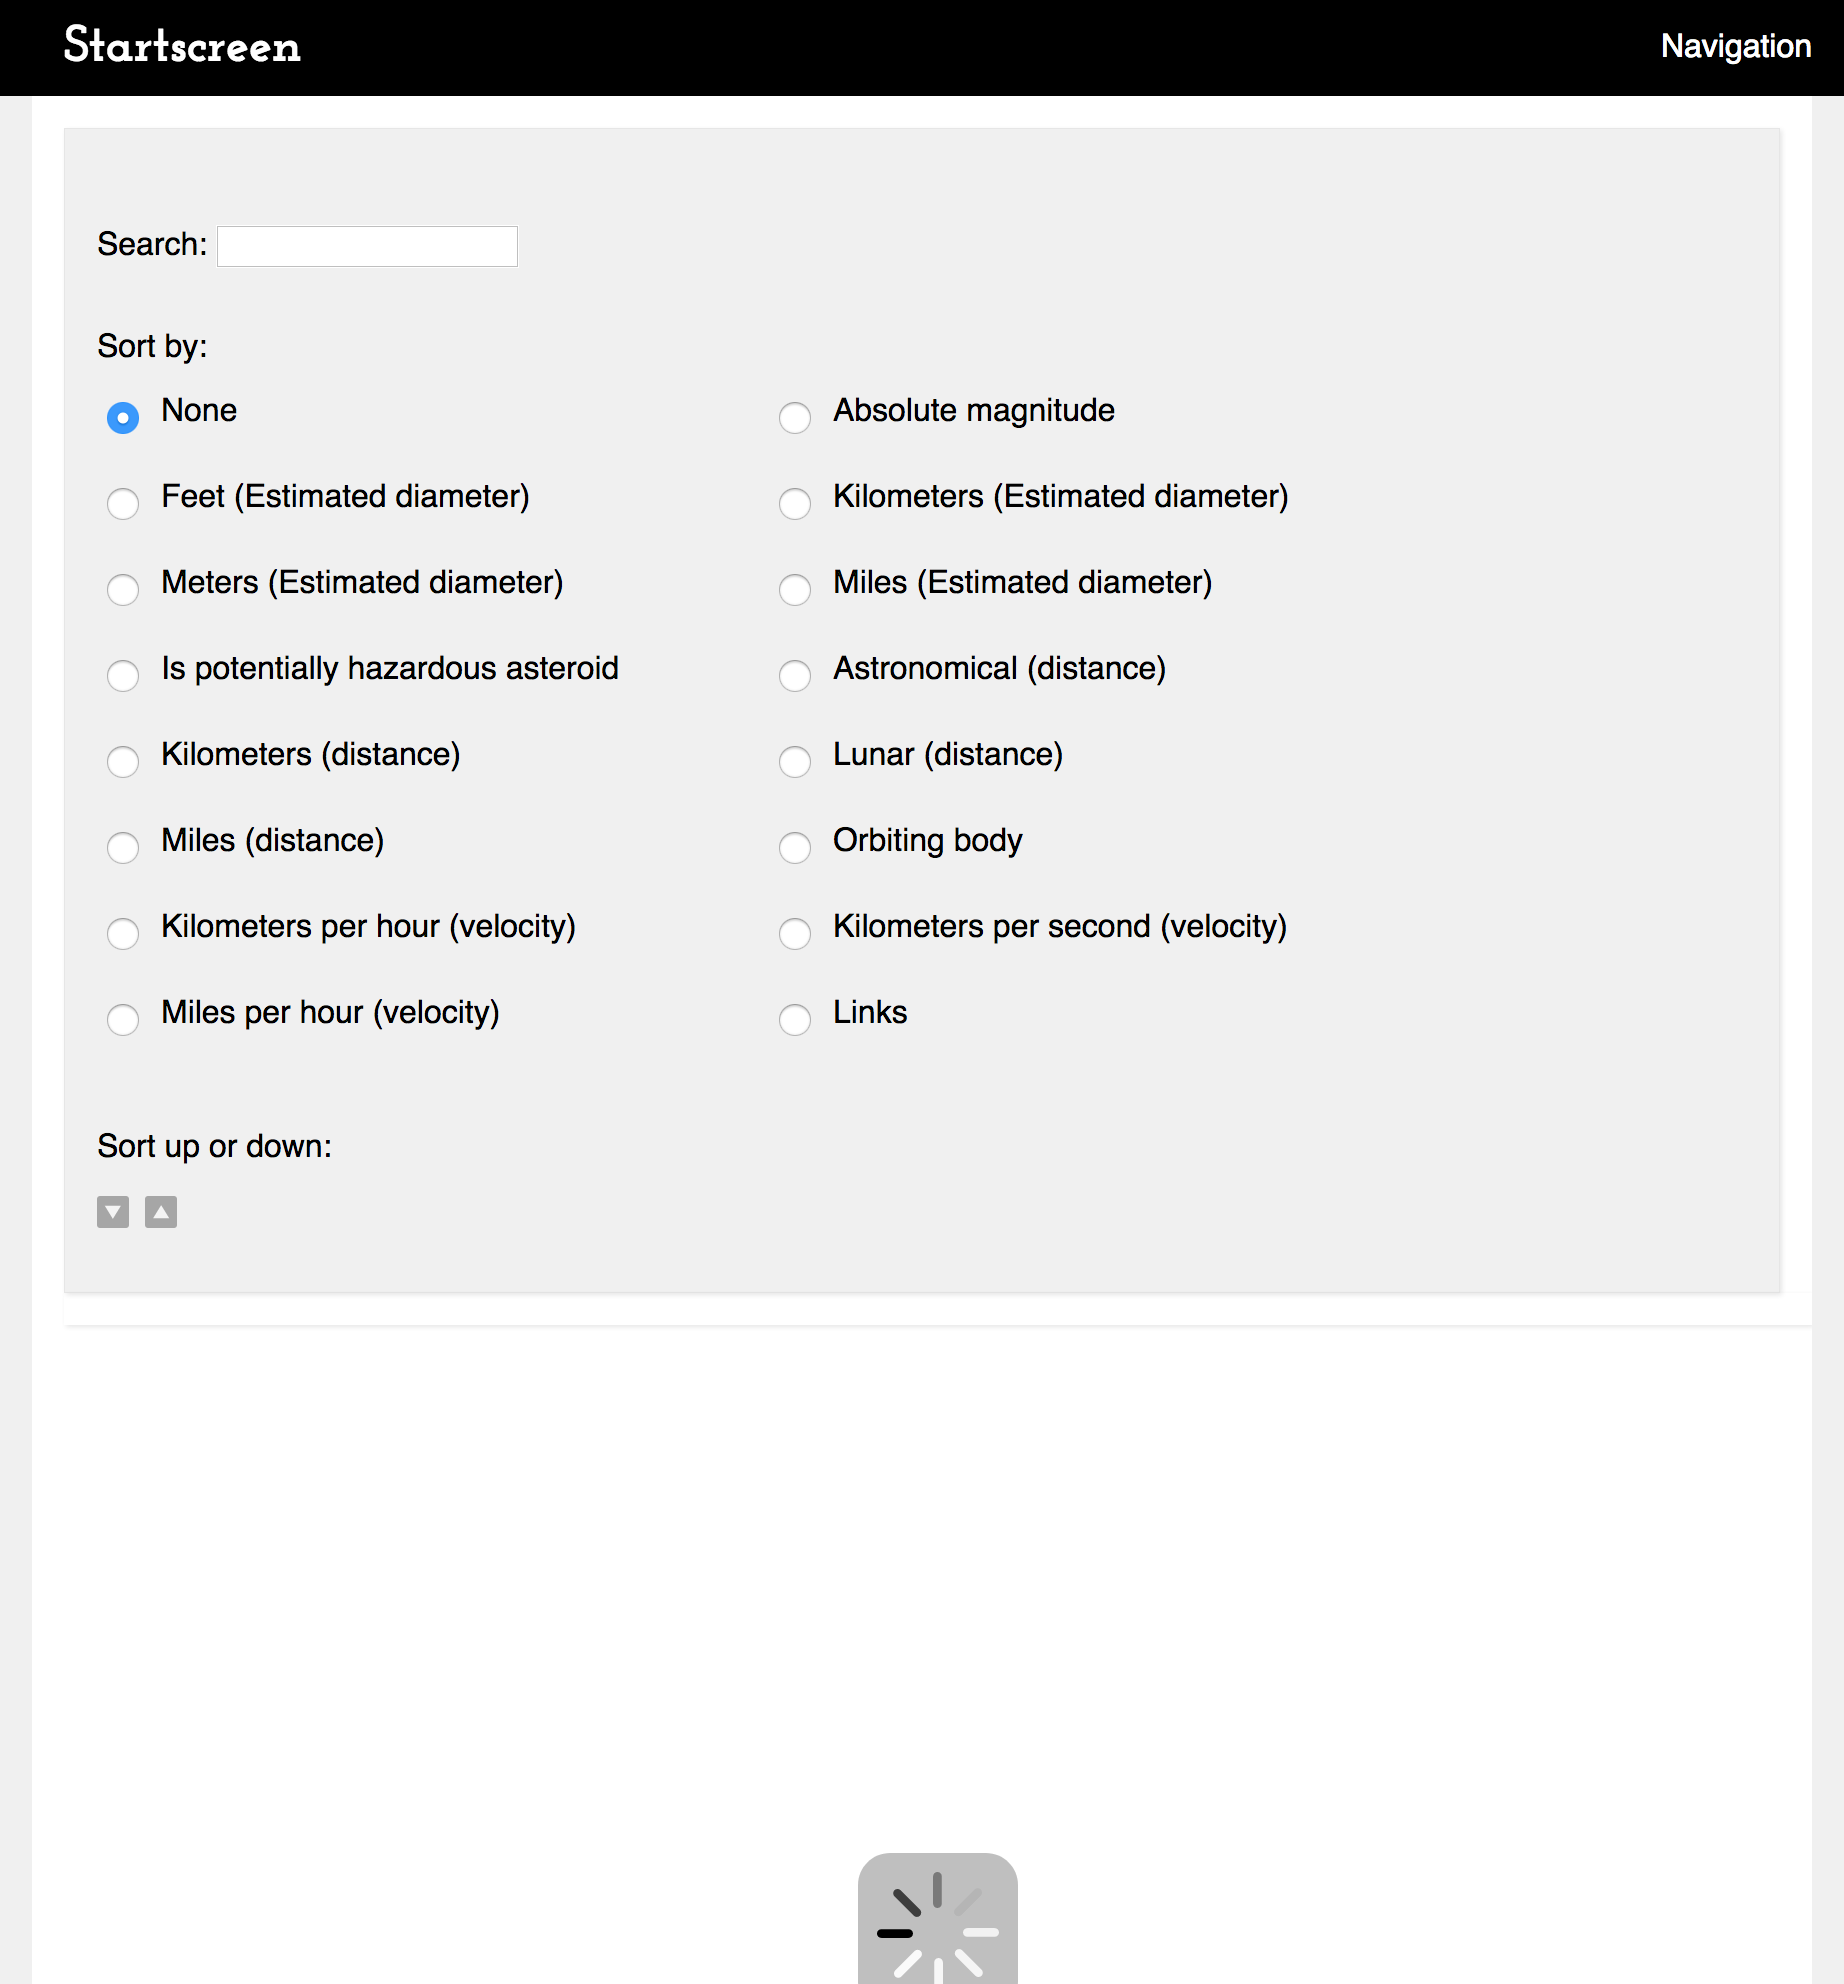 Startscreen
Navigation
Search:
Sort by:
None
Absolute magnitude
Feet (Estimated diameter)
Kilometers (Estimated diameter)
Meters (Estimated diameter)
Miles (Estimated diameter)
Is potentially hazardous asteroid
Astronomical (distance)
Kilometers (distance)
Lunar (distance)
Miles (distance)
Orbiting body
Kilometers per hour (velocity)
Kilometers per second (velocity)
Miles per hour (velocity)
Links
Sort up or down: